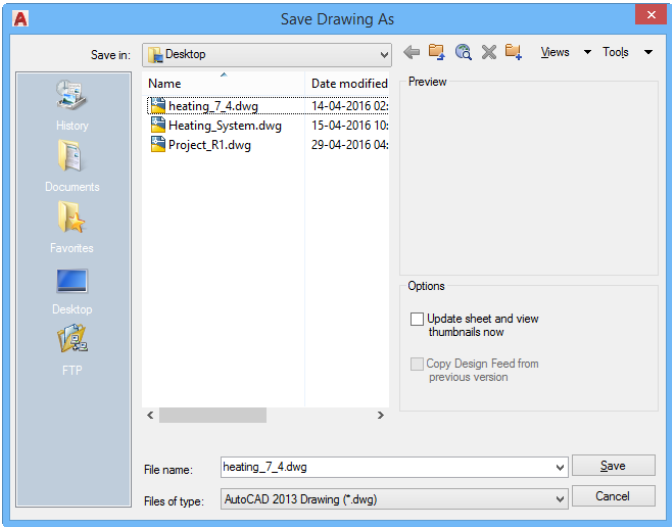 Save Drawing As
Save in: Desktop Views Tools
Name Date modified
heating_7_4.dwg 14-04-2016 02:
Heating_System.dwg 15-04-2016 10:
Project_R1.dwg 29-04-2016 04:
History
Documents
Favorites
Desktop
FTP
Preview
Options
Update sheet and view
thumbnails now
Copy Design Feed from
previous version
File name: heating_7_4.dwg Save
Files of type: AutoCAD 2013 Drawing (*.dwg) Cancel